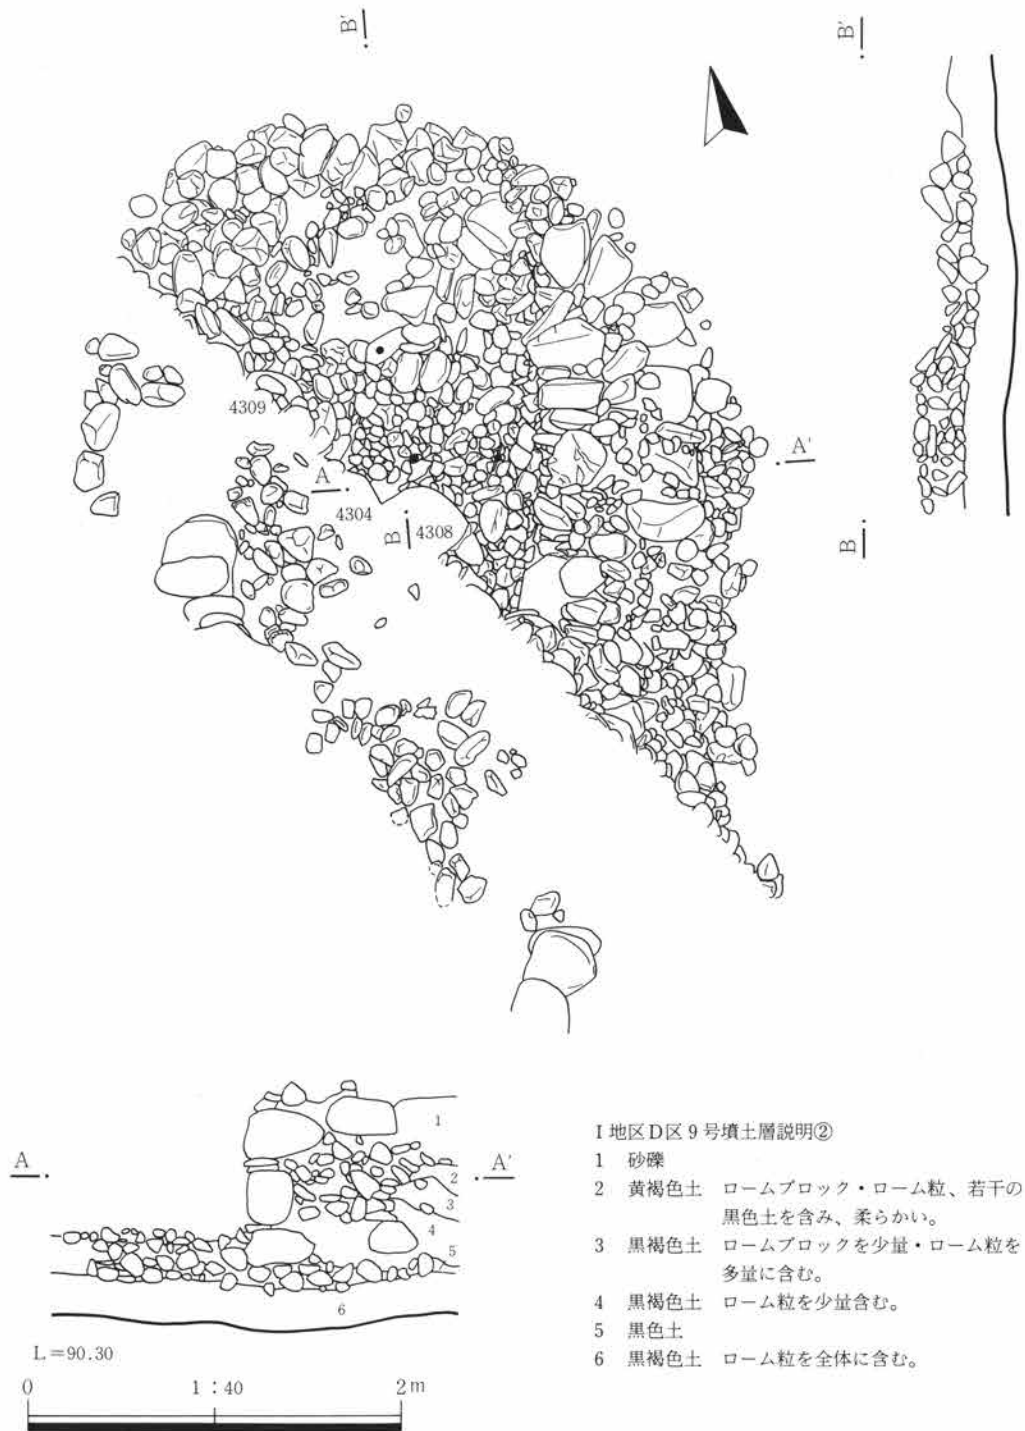 B'
B'
4309
A
A'
4304
B
4308
B
1
A
A'
2
3
4
5
6
L=90.30
0 1:40 2m
I地区D区9号墳土層説明②
1 砂礫
2 黄褐色土 ロームブロック・ローム粒、若干の
黒色土を含み、柔らかい。
3 黒褐色土 ロームブロックを少量・ローム粒を
多量に含む。
4 黒褐色土 ローム粒を少量含む。
5 黒色土
6 黒褐色土 ローム粒を全体に含む。